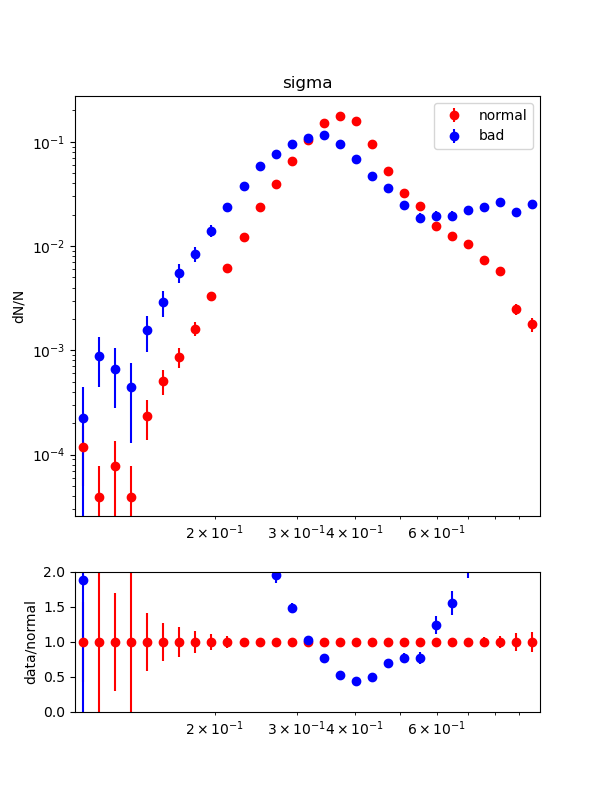 sigma
normal
bad
dN/N
10⁻¹
10⁻²
10⁻³
10⁻⁴
2 × 10⁻¹ 3 × 10⁻¹ 4 × 10⁻¹ 6 × 10⁻¹
data/normal
2.0
1.5
1.0
0.5
0.0
2 × 10⁻¹ 3 × 10⁻¹ 4 × 10⁻¹ 6 × 10⁻¹